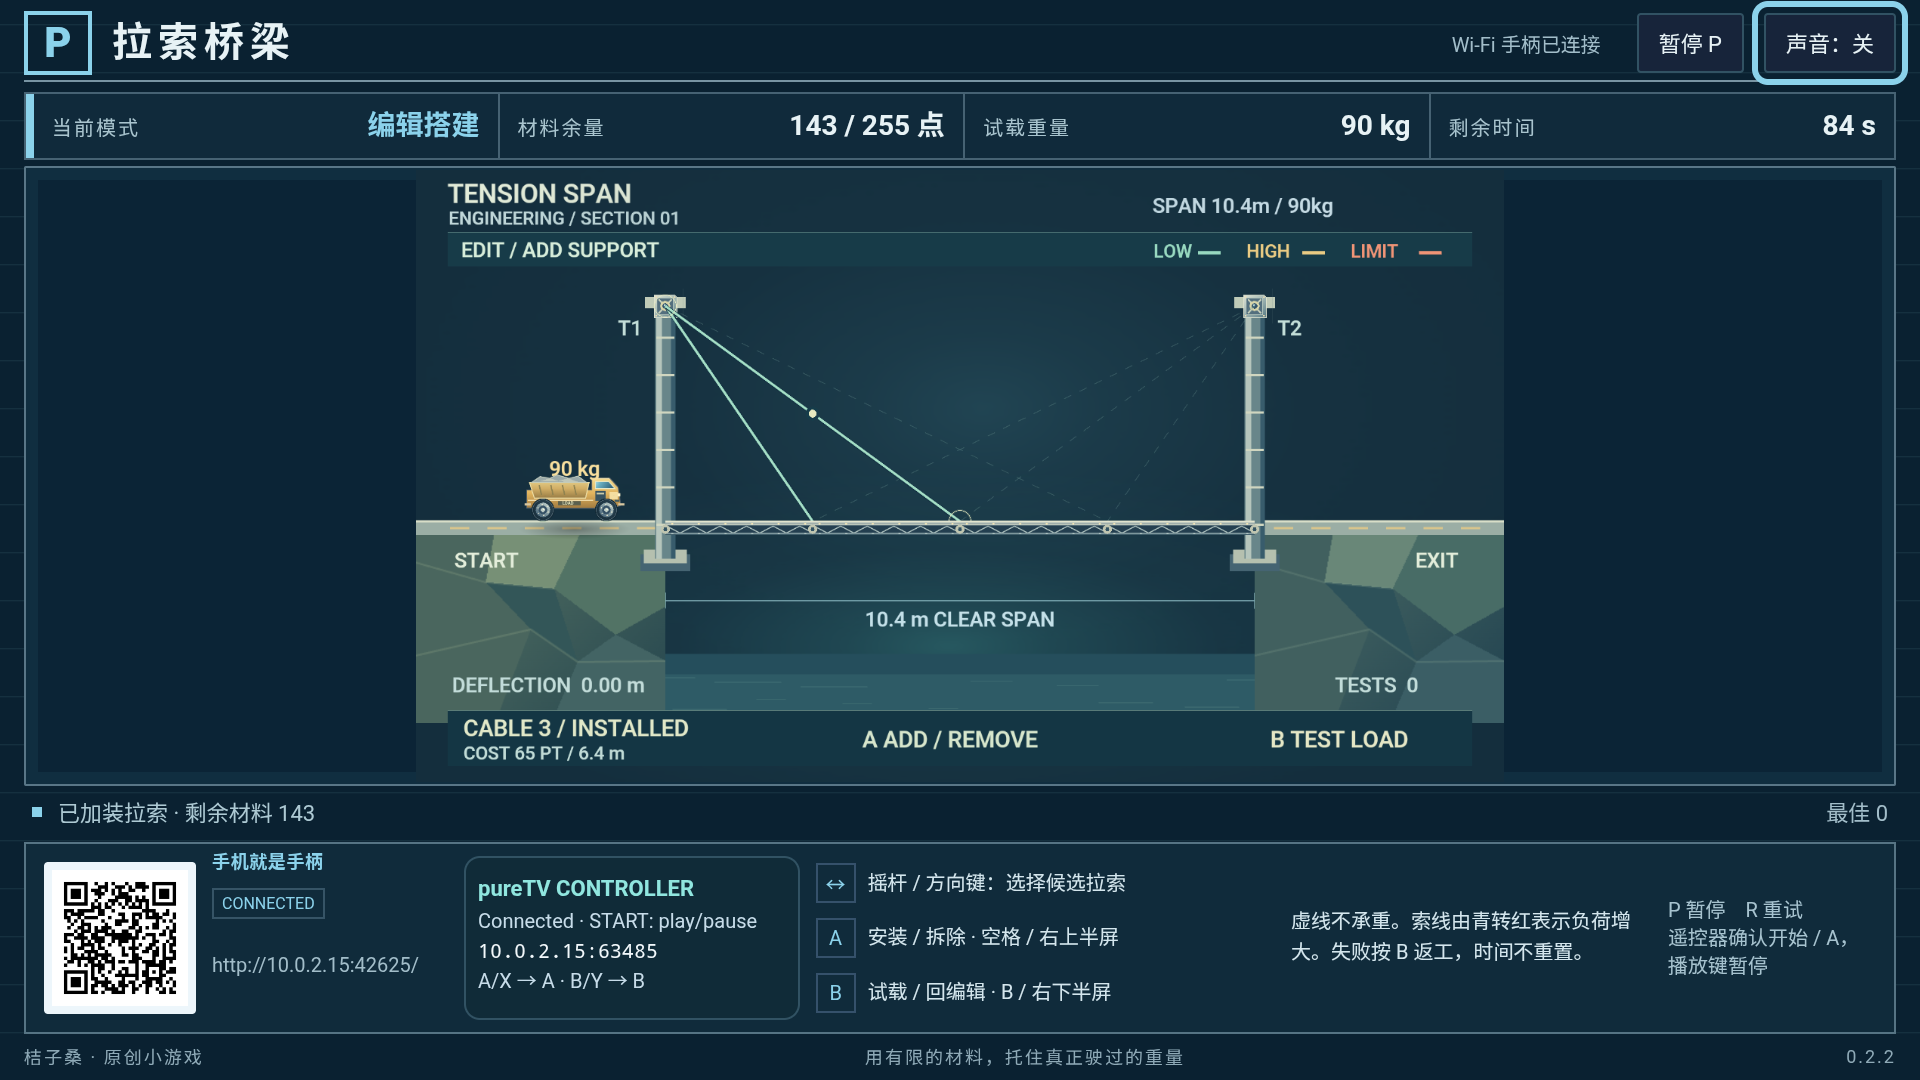 P 拉索桥梁
Wi-Fi 手柄已连接
暂停 P
声音：关
当前模式 编辑搭建
材料余量 143 / 255 点
试载重量 90 kg
剩余时间 84 s
TENSION SPAN
ENGINEERING / SECTION 01
SPAN 10.4m / 90kg
EDIT / ADD SUPPORT
LOW HIGH LIMIT
T1
T2
90 kg
LOAD
START
EXIT
10.4 m CLEAR SPAN
DEFLECTION 0.00 m
TESTS 0
CABLE 3 / INSTALLED
COST 65 PT / 6.4 m
A ADD / REMOVE
B TEST LOAD
已加装拉索 · 剩余材料 143
最佳 0
手机就是手柄
CONNECTED
http://10.0.2.15:42625/
pureTV CONTROLLER
Connected · START: play/pause
10.0.2.15:63485
A/X → A · B/Y → B
↔ 摇杆 / 方向键：选择候选拉索
A 安装 / 拆除 · 空格 / 右上半屏
B 试载 / 回编辑 · B / 右下半屏
虚线不承重。索线由青转红表示负荷增
大。失败按 B 返工，时间不重置。
P 暂停 R 重试
遥控器确认开始 / A，
播放键暂停
桔子桑 · 原创小游戏
用有限的材料，托住真正驶过的重量
0.2.2